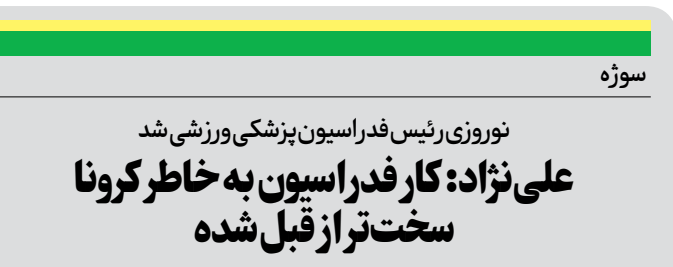 سوژه
نوروزی رئیس فدراسیون پزشکی ورزشی شد
علی‌نژاد: کار فدراسیون به خاطر کرونا
سخت‌تر از قبل شده